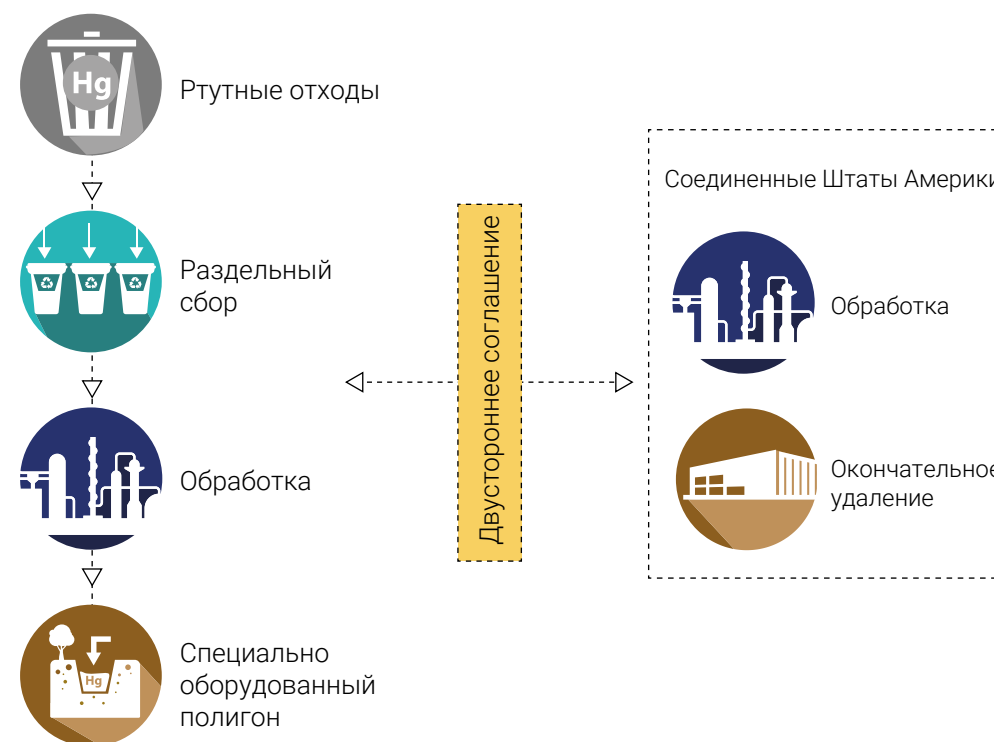 Hg
Ртутные отходы
Раздельный
сбор
Обработка
Hg
Специально
оборудованный
полигон
Двустороннее соглашение
Соединенные Штаты Америки
Обработка
Окончательное
удаление